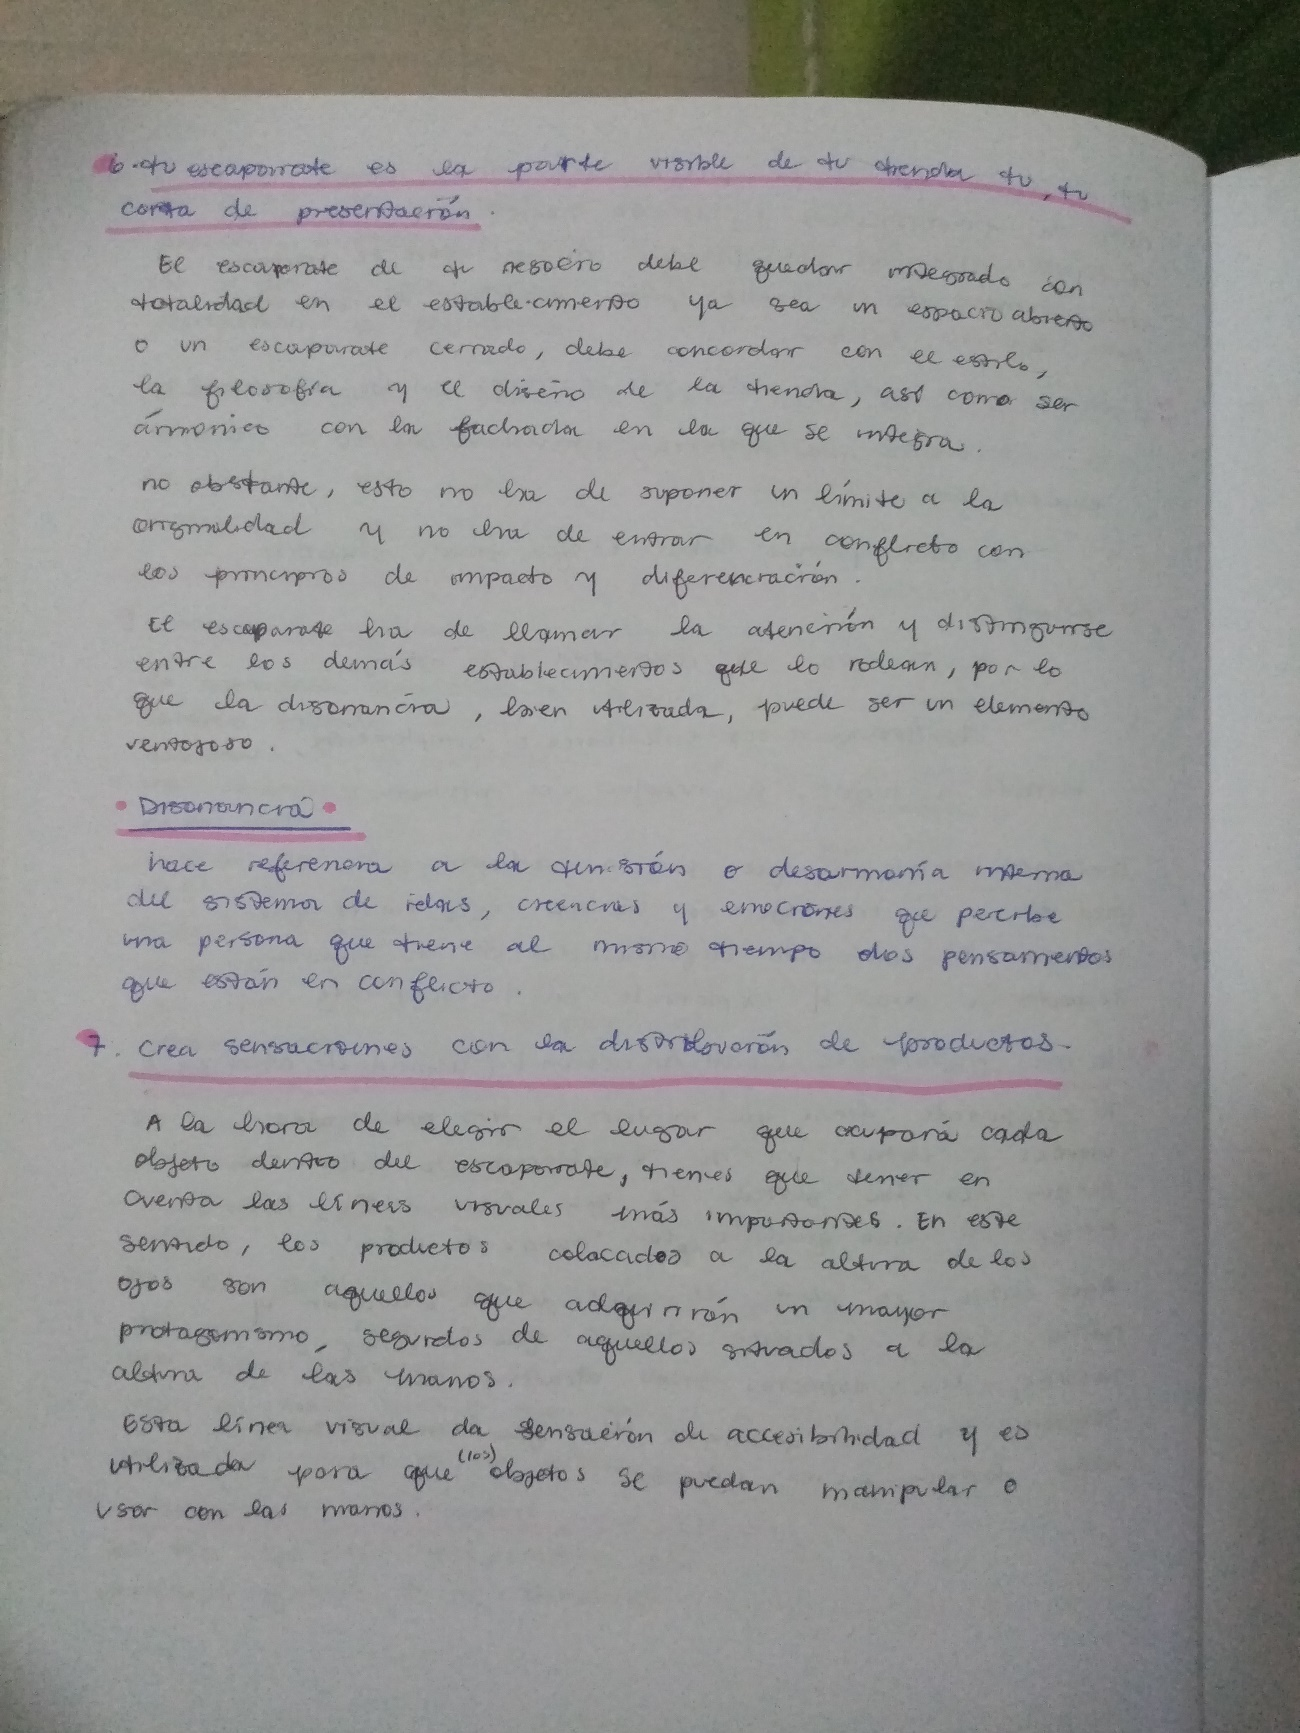 6. tu escaparate es la parte visible de tu tienda tu, tu
carta de presentación.
El escaparate de tu negocio debe quedar integrado con
totalidad en el establecimiento ya sea un espacio abierto
o un escaparate cerrado, debe concordar con el estilo,
la filosofía y el diseño de la tienda, así como ser
ármonico con la fachada en la que se integra.
no obstante, esto no ha de suponer un límite a la
originalidad y no ha de entrar en conflicto con
los principios de impacto y diferenciación.
El escaparate ha de llamar la atención y distinguirse
entre los demás establecimientos que lo rodean, por lo
que la disonancia, bien utilizada, puede ser un elemento
ventajoso.
• Disonancia •
hace referencia a la tensión o desarmonía interna
del sistema de ideas, creencias y emociones que percibe
una persona que tiene al mismo tiempo dos pensamientos
que están en conflicto.
7. Crea sensaciones con la distribución de productos.
A la hora de elegir el lugar que ocupará cada
objeto dentro del escaparate, tienes que tener en
cuenta las líneas visuales más importantes. En este
sentido, los productos colacados a la altura de los
ojos son aquellos que adquirirán un mayor
protagonismo, seguidos de aquellos situados a la
altura de las manos.
Esta línea visual da sensación de accesibilidad y es
utilizada para que (los) objetos se puedan manipular o
usar con las manos.